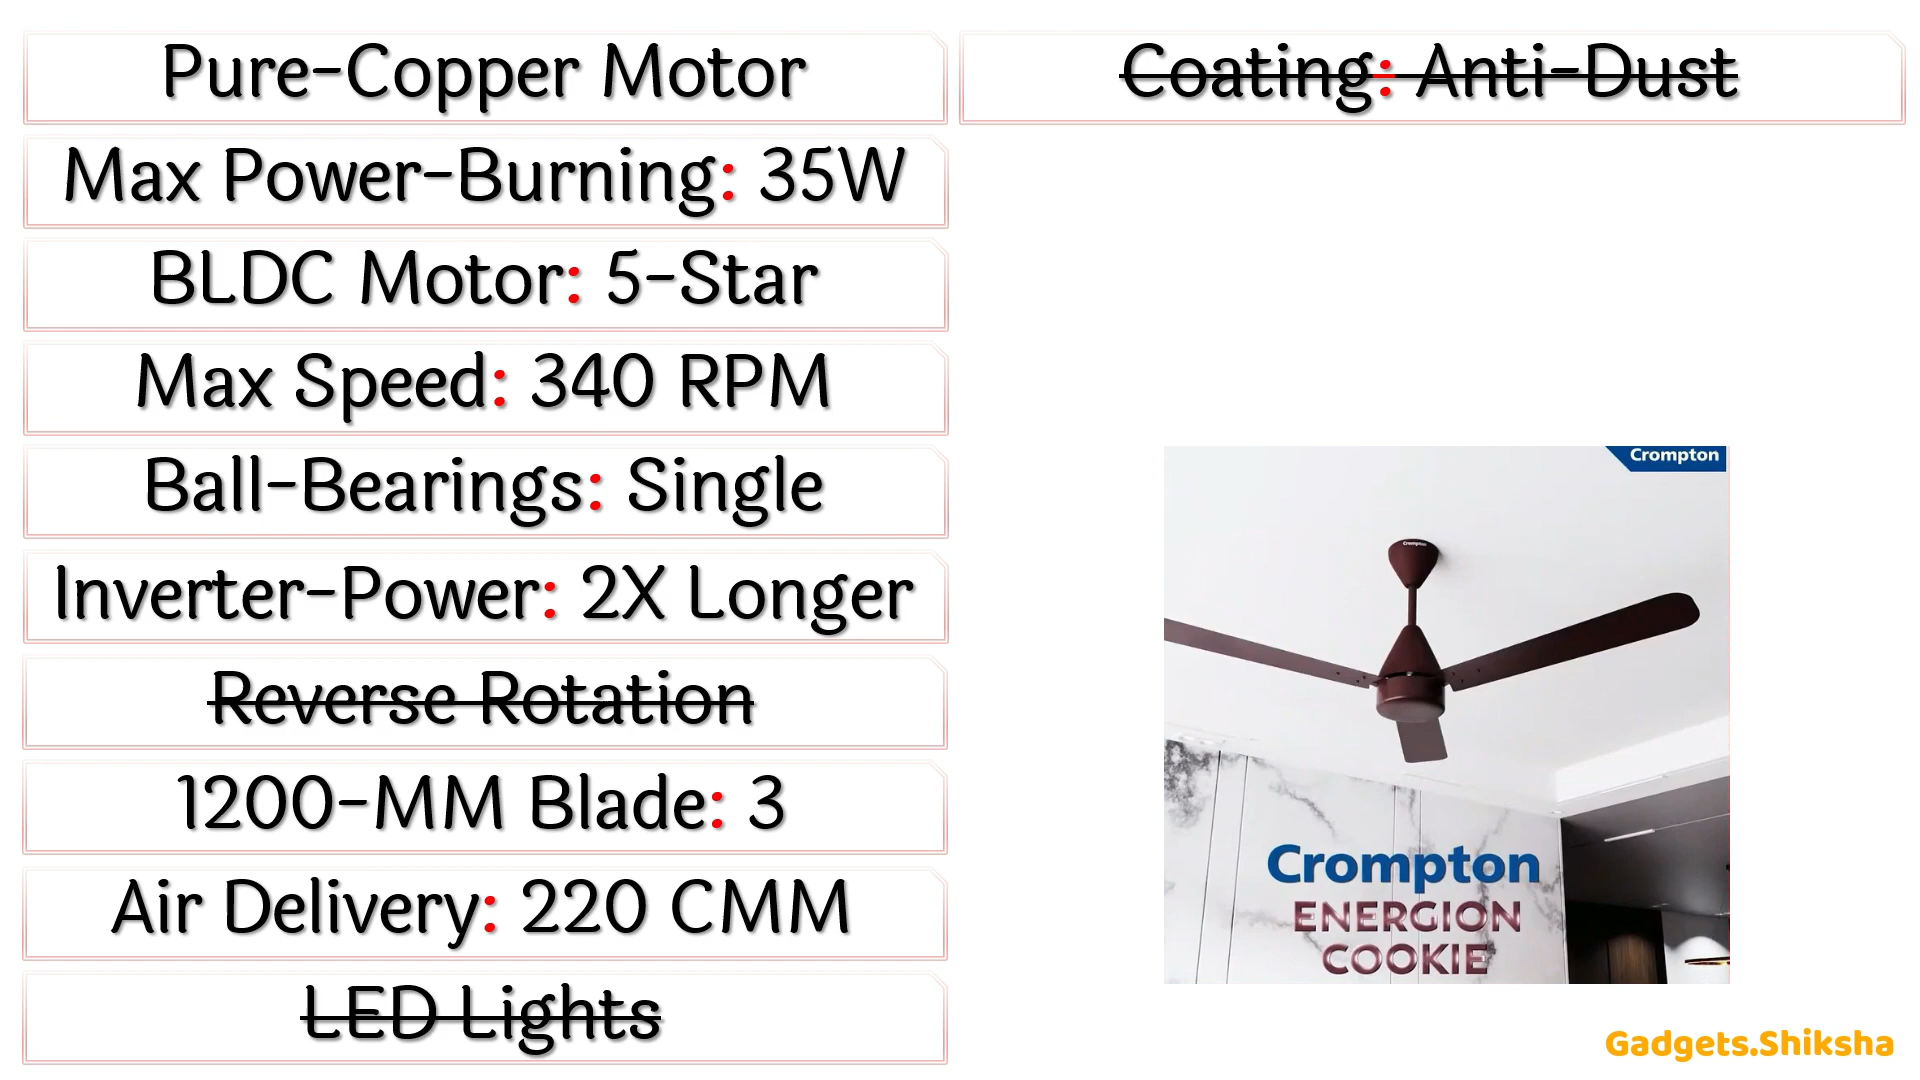 Pure-Copper Motor
Max Power-Burning: 35W
BLDC Motor: 5-Star
Max Speed: 340 RPM
Ball-Bearings: Single
Inverter-Power: 2X Longer
Reverse Rotation
1200-MM Blade: 3
Air Delivery: 220 CMM
LED Lights
Coating: Anti-Dust
Crompton
Crompton
Crompton
ENERGION
COOKIE
Gadgets.Shiksha